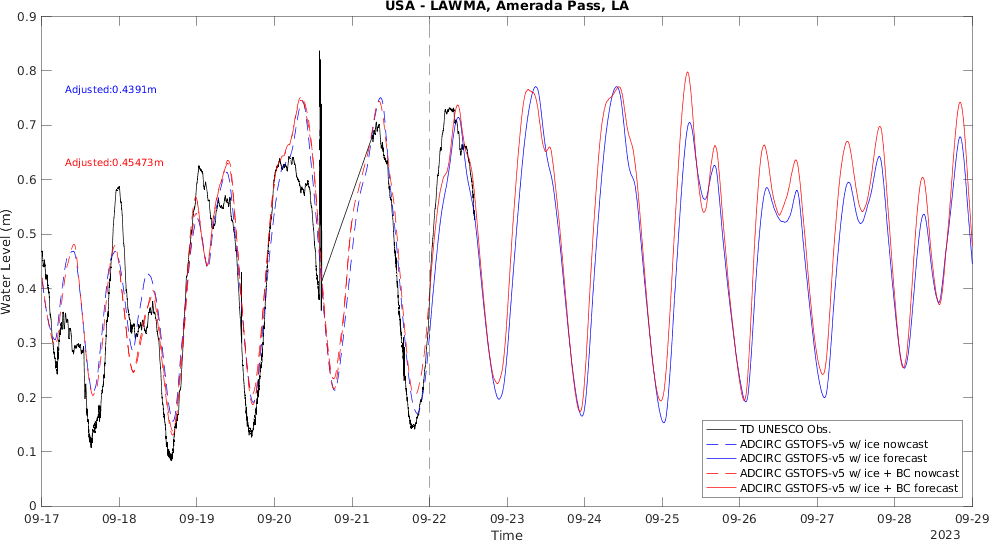 USA - LAWMA, Amerada Pass, LA
0.9
0.8
0.7
0.6
0.5
0.4
0.3
0.2
0.1
0
Water Level (m)
Adjusted:0.4391m
Adjusted:0.45473m
TD UNESCO Obs.
ADCIRC GSTOFS-v5 w/ ice nowcast
ADCIRC GSTOFS-v5 w/ ice forecast
ADCIRC GSTOFS-v5 w/ ice + BC nowcast
ADCIRC GSTOFS-v5 w/ ice + BC forecast
09-17 09-18 09-19 09-20 09-21 09-22 09-23 09-24 09-25 09-26 09-27 09-28 09-29
Time
2023